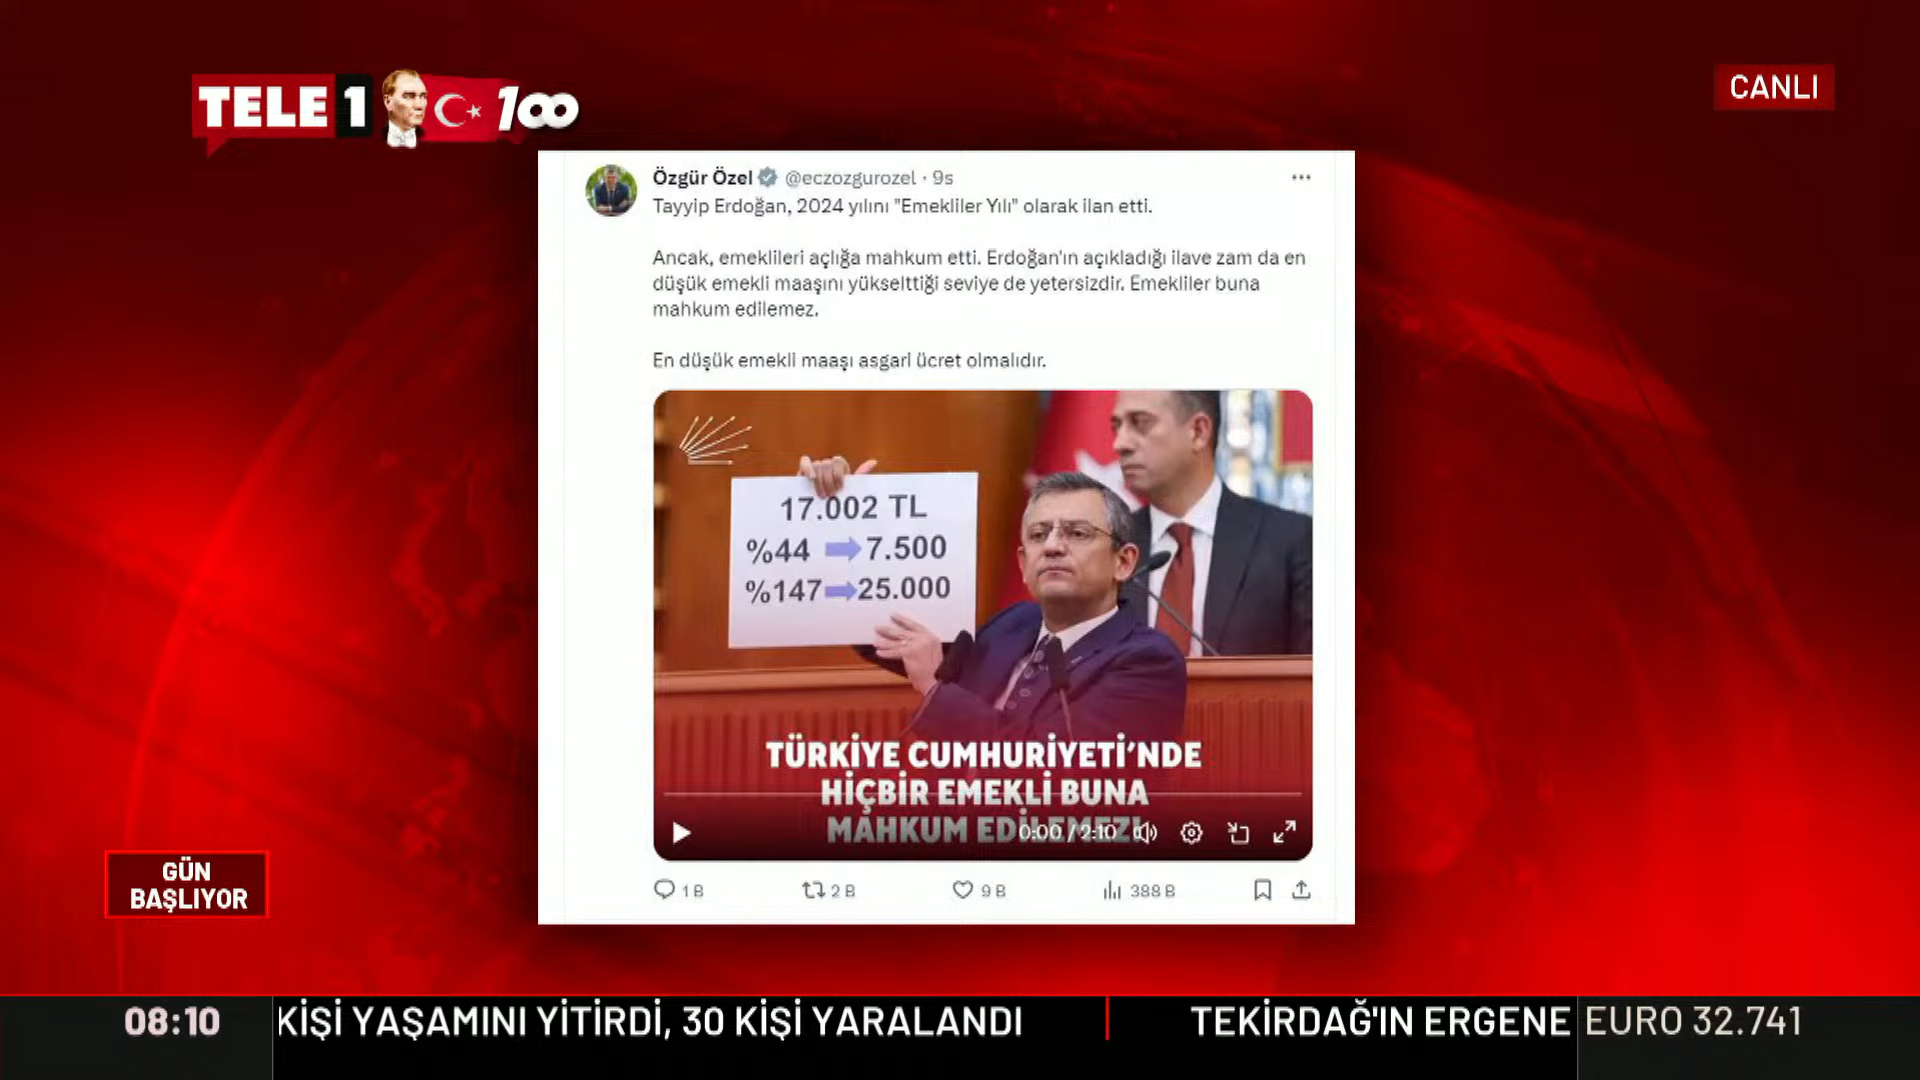 TELE 1
100
CANLI
Özgür Özel @eczozgurozel · 9s
Tayyip Erdoğan, 2024 yılını "Emekliler Yılı" olarak ilan etti.
Ancak, emeklileri açlığa mahkum etti. Erdoğan'ın açıkladığı ilave zam da en
düşük emekli maaşını yükselttiği seviye de yetersizdir. Emekliler buna
mahkum edilemez.
En düşük emekli maaşı asgari ücret olmalıdır.
17.002 TL
%44 7.500
%147 25.000
TÜRKİYE CUMHURİYETİ'NDE
HİÇBİR EMEKLİ BUNA
MAHKUM EDİLEMEZ!
0:00 / 2:10
1 B 2 B 9 B 388 B
GÜN
BAŞLIYOR
08:10 KİŞİ YAŞAMINI YİTİRDİ, 30 KİŞİ YARALANDI TEKİRDAĞ'IN ERGENE EURO 32.741